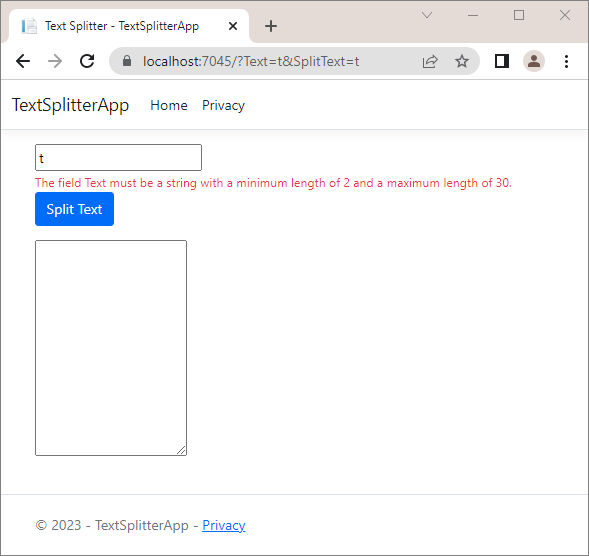 Text Splitter - TextSplitterApp
localhost:7045/?Text=t&SplitText=t
TextSplitterApp Home Privacy
t
The field Text must be a string with a minimum length of 2 and a maximum length of 30.
Split Text
© 2023 - TextSplitterApp - Privacy